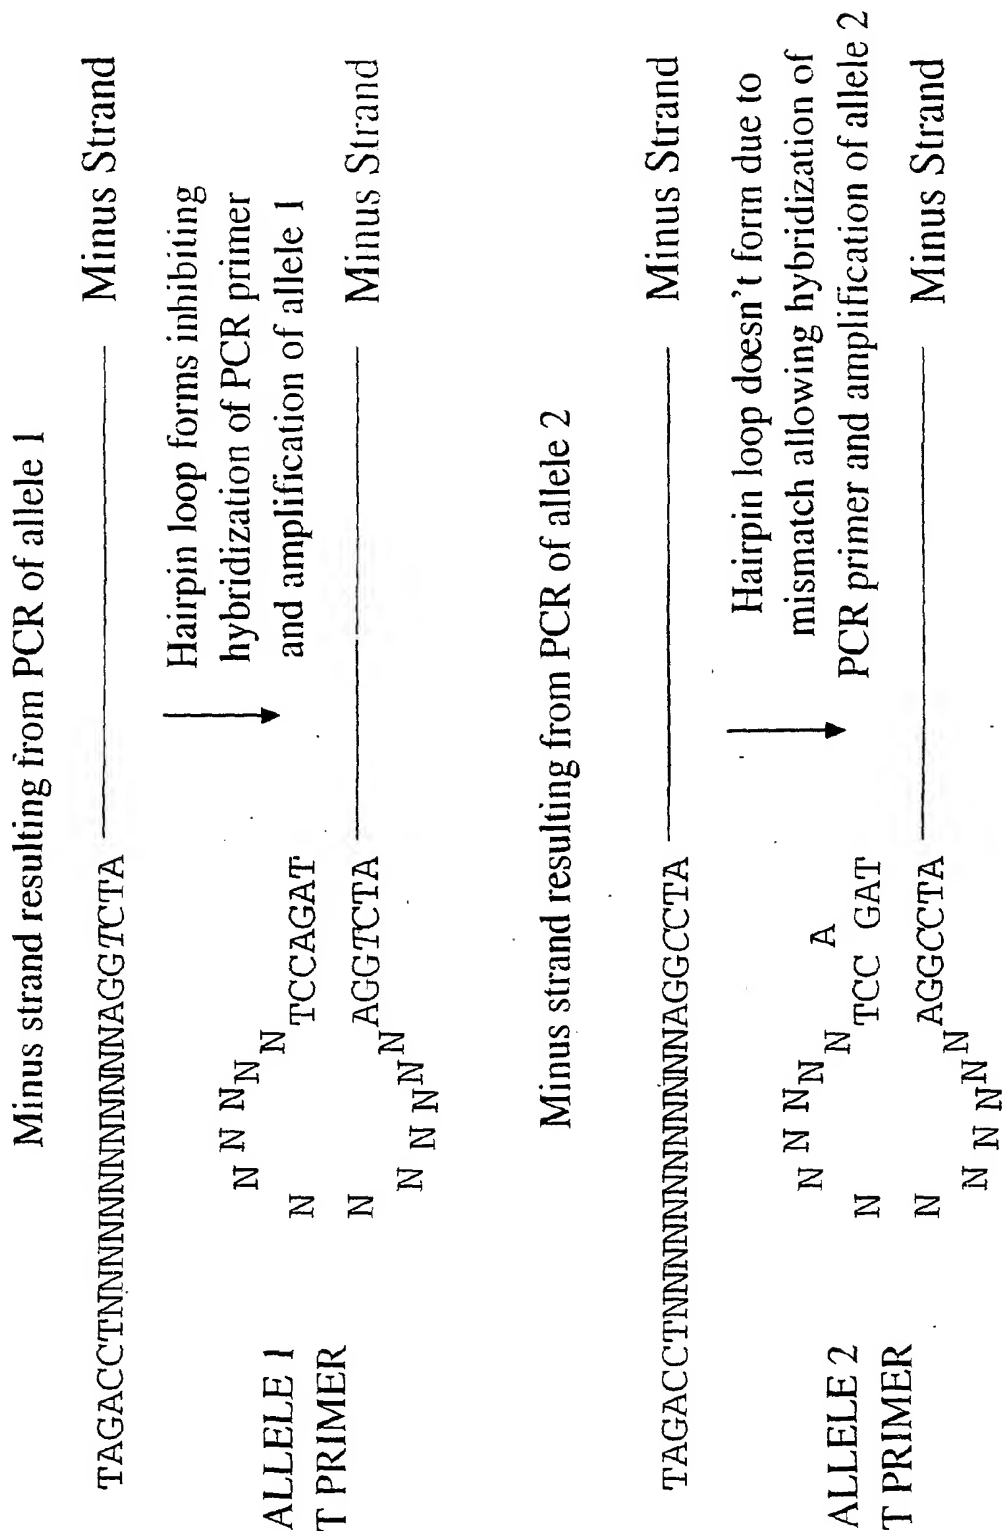 Minus strand resulting from PCR of allele 1
TAGACCTNNNNNNNNNNNNNAGGTCTA Minus Strand
Hairpin loop forms inhibiting
hybridization of PCR primer
and amplification of allele 1
ALLELE 1
T PRIMER
N N N N N
N TCCAGAT
N AGGTCTA Minus Strand
N N N N N
Minus strand resulting from PCR of allele 2
TAGACCTNNNNNNNNNNNNNAGGCCTA Minus Strand
Hairpin loop doesn't form due to
mismatch allowing hybridization of
PCR primer and amplification of allele 2
ALLELE 2
T PRIMER
N N N N N A
N TCC GAT
N AGGCCTA Minus Strand
N N N N N